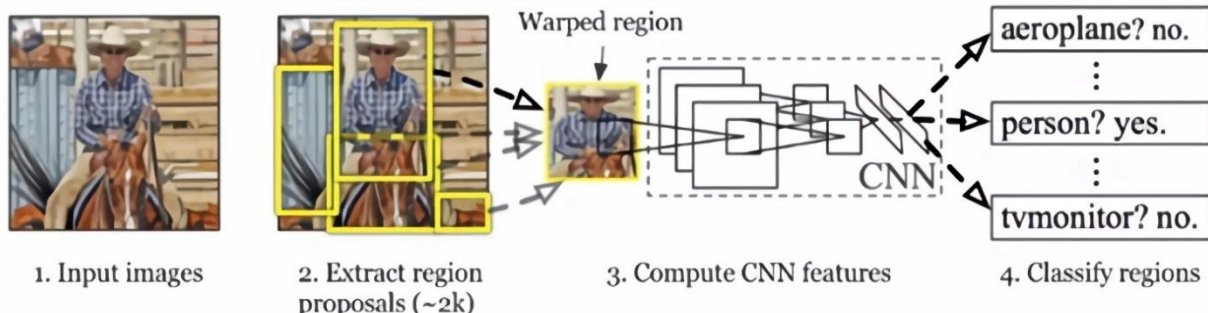 Warped region
aeroplane? no.
⋮
person? yes.
⋮
tvmonitor? no.
CNN
1. Input images
2. Extract region
proposals (~2k)
3. Compute CNN features
4. Classify regions